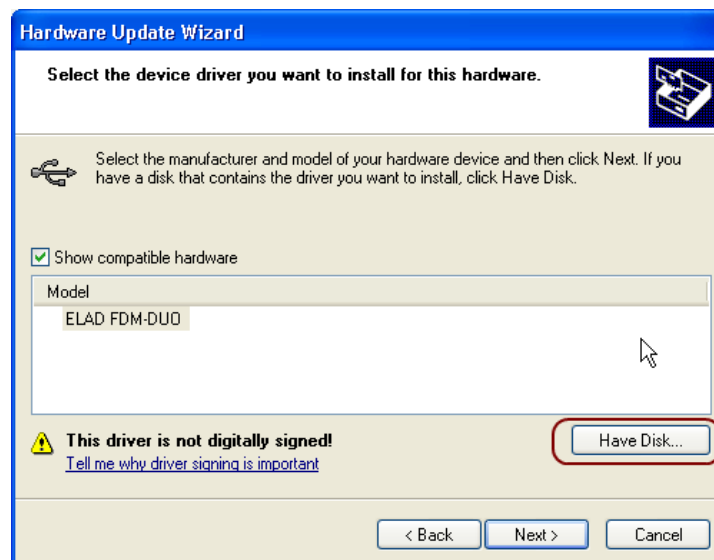 Hardware Update Wizard
Select the device driver you want to install for this hardware.
Select the manufacturer and model of your hardware device and then click Next. If you
have a disk that contains the driver you want to install, click Have Disk.
Show compatible hardware
Model
ELAD FDM-DUO
This driver is not digitally signed!
Have Disk...
Tell me why driver signing is important
< Back Next > Cancel